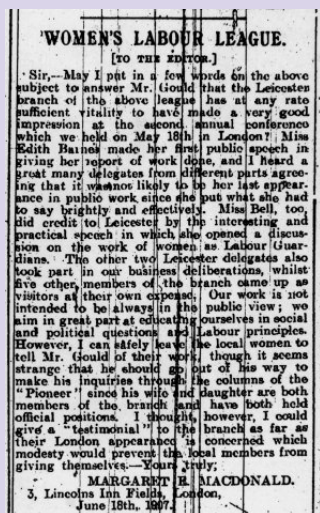 WOMEN'S LABOUR LEAGUE.
[TO THE EDITOR.]
Sir,—May I put in a few words on the above
subject to answer Mr. Gould that the Leicester
branch of the above league has at any rate
sufficient vitality to have made a very good
impression at the second annual conference
which we held on May 18th in London? Miss
Edith Baines made her first public speech in
giving her report of work done, and I heard a
great many delegates from different parts agree-
ing that it was not likely to be her last appear-
ance in public work since she put what she had
to say brightly and effectively. Miss Bell, too,
did credit to Leicester by the interesting and
practical speech in which she opened a discus-
sion on the work of women as Labour Guar-
dians. The other two Leicester delegates also
took part in our business deliberations, whilst
five other members of the branch came up as
visitors at their own expense. Our work is not
intended to be always in the public view; we
aim in great part at educating ourselves in social
and political questions and Labour principles.
However, I can safely leave the local women to
tell Mr. Gould of their work, though it seems
strange that he should go out of his way to
make his inquiries through the columns of the
"Pioneer" since his wife and daughter are both
members of the branch and have both held
official positions. I thought, however, I could
give a "testimonial" to the branch as far as
their London appearance is concerned which
modesty would prevent the local members from
giving themselves.—Yours truly;
MARGARET E. MACDONALD.
3, Lincolns Inn Fields, London,
June 18th, 1907.